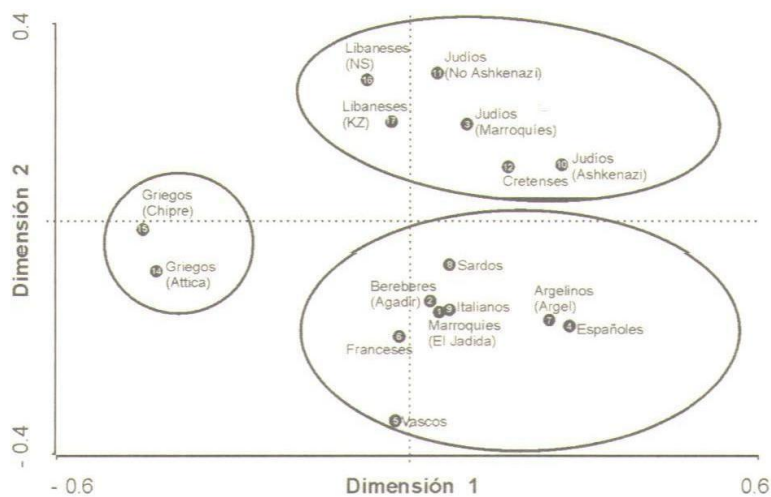 0.4
Libaneses
(NS)
16
Judíos
(No Ashkenazi)
11
Libaneses
(KZ)
17
Judíos
(Marroquíes)
3
12
Cretenses
10
Judíos
(Ashkenazi)
Griegos
(Chipre)
15
14
Griegos
(Attica)
Dimensión 2
Sardos
Bereberes
(Agadir)
2
Italianos
9
1
Marroquíes
(El Jadida)
Argelinos
(Argel)
7
4
Españoles
Franceses
5
Vascos
- 0.4
- 0.6
Dimensión 1
0.6